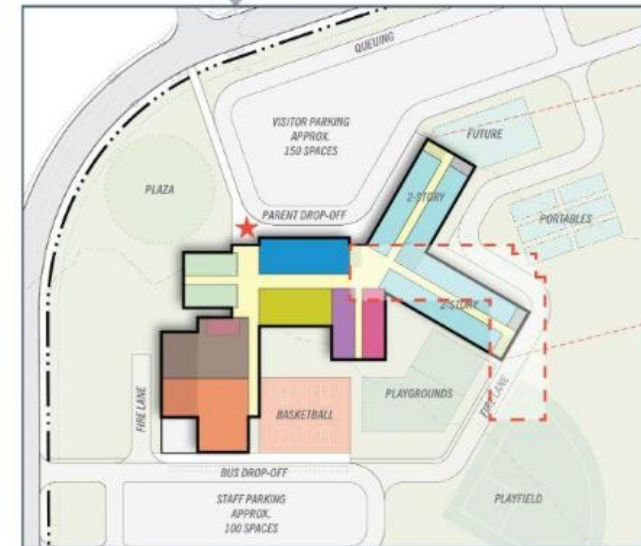 QUEUING
VISITOR PARKING
APPROX.
150 SPACES
FUTURE
PLAZA
2-STORY
PORTABLES
PARENT DROP-OFF
2-STORY
PLAYGROUNDS
FIRE LANE
FIRE LANE
BASKETBALL
BUS DROP-OFF
STAFF PARKING
APPROX.
100 SPACES
PLAYFIELD